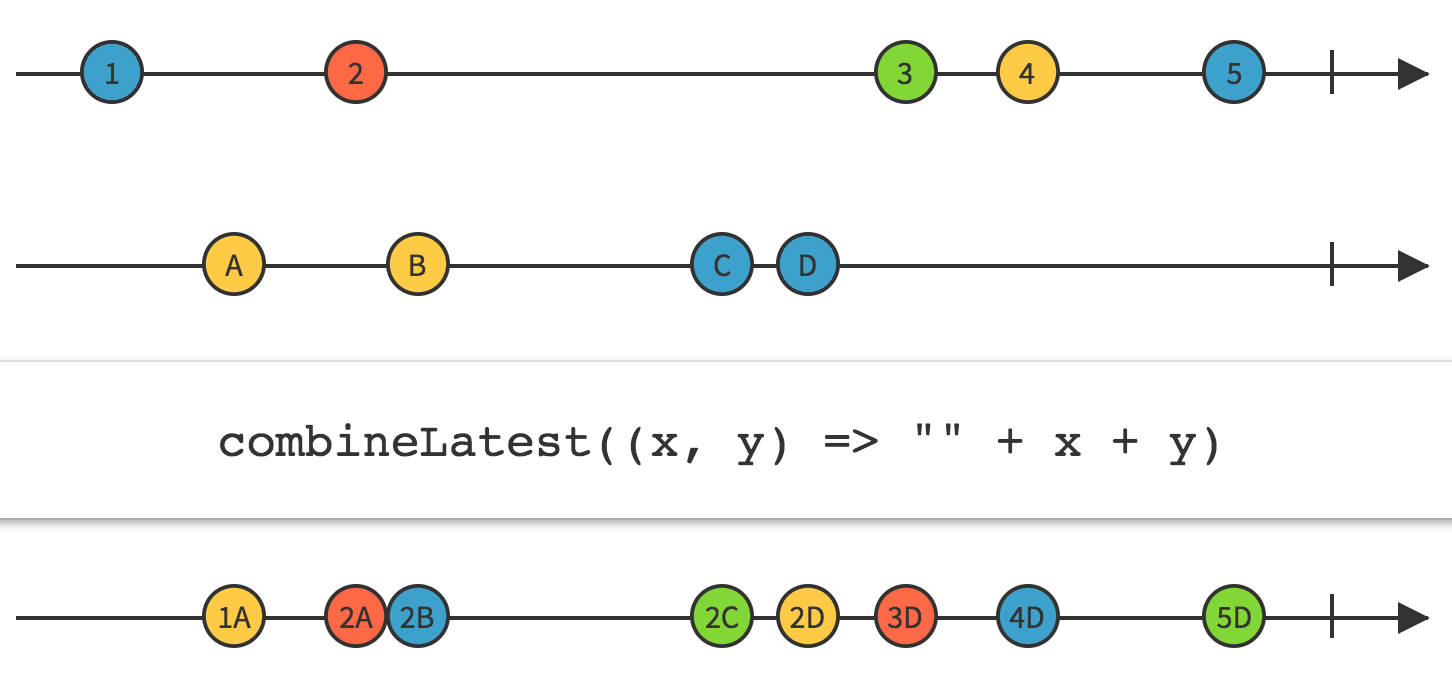 1 2 3 4 5
A B C D
combineLatest((x, y) => "" + x + y)
1A 2A 2B 2C 2D 3D 4D 5D